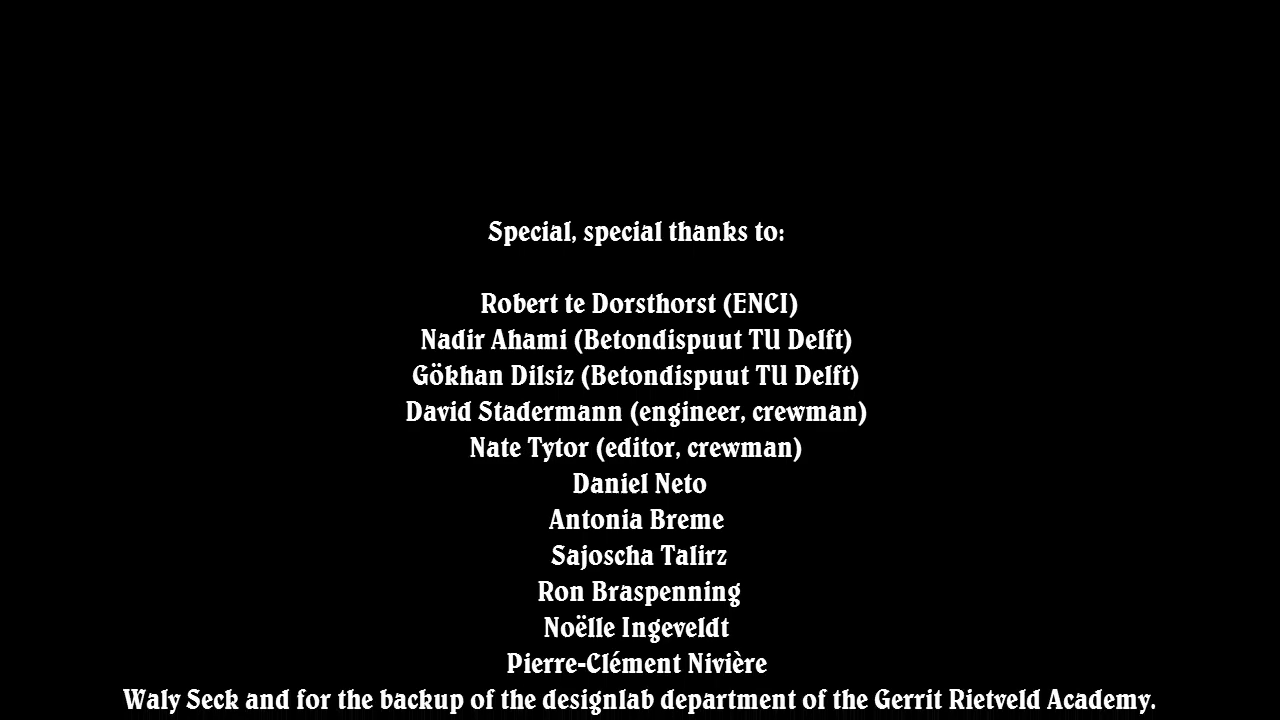 Special, special thanks to:
Robert te Dorsthorst (ENCI)
Nadir Ahami (Betondispuut TU Delft)
Gökhan Dilsiz (Betondispuut TU Delft)
David Stadermann (engineer, crewman)
Nate Tytor (editor, crewman)
Daniel Neto
Antonia Breme
Sajoscha Talirz
Ron Braspenning
Noëlle Ingeveldt
Pierre-Clément Nivière
Waly Seck and for the backup of the designlab department of the Gerrit Rietveld Academy.